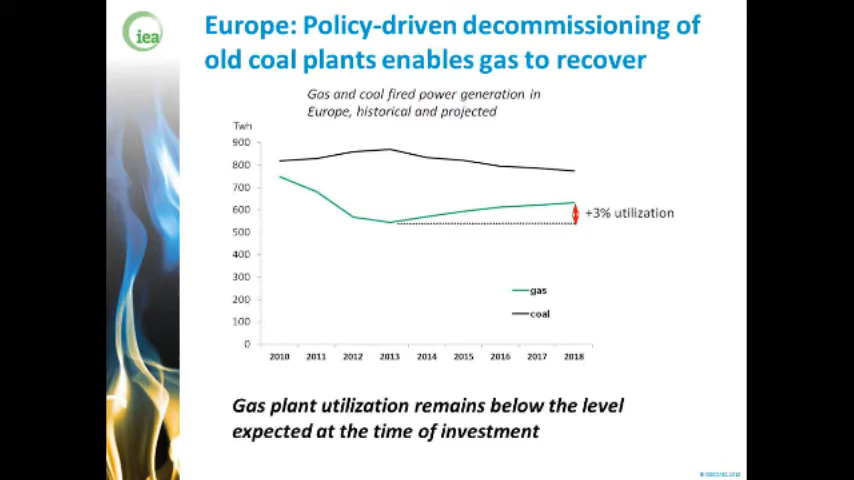 iea
Europe: Policy-driven decommissioning of
old coal plants enables gas to recover
Gas and coal fired power generation in
Europe, historical and projected
Twh
900
800
700
600
500
400
300
200
100
0
+3% utilization
gas
coal
2010 2011 2012 2013 2014 2015 2016 2017 2018
Gas plant utilization remains below the level
expected at the time of investment